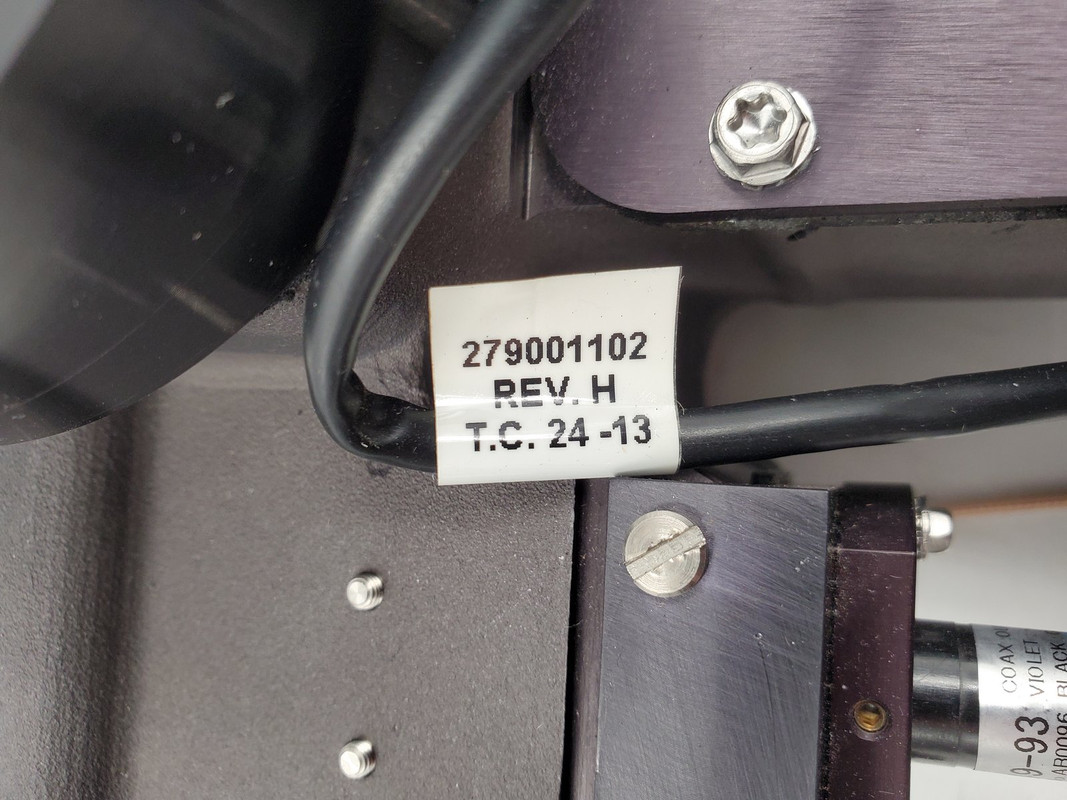 279001102
REV. H
T.C. 24-13
COAX
VIOLET
BLACK
9-93